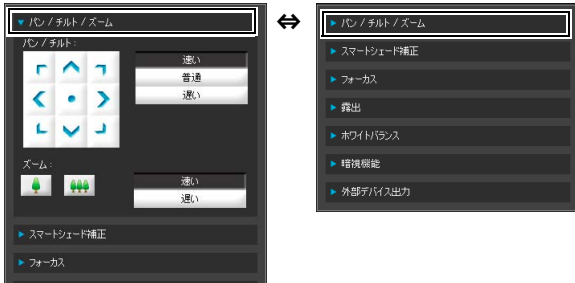 パン / チルト / ズーム
パン / チルト :
速い
普通
遅い
ズーム :
速い
遅い
スマートシェード補正
フォーカス
パン / チルト / ズーム
スマートシェード補正
フォーカス
露出
ホワイトバランス
暗視機能
外部デバイス出力